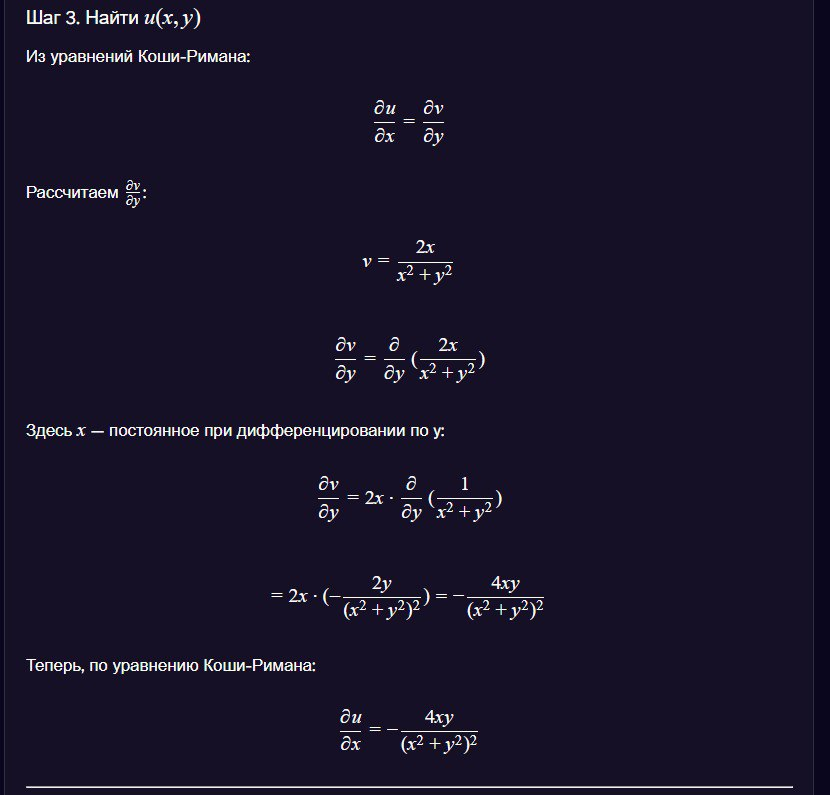 Шаг 3. Найти u(x, y)
Из уравнений Коши-Римана:
∂u/∂x = ∂v/∂y
Рассчитаем ∂v/∂y:
v = 2x/(x² + y²)
∂v/∂y = ∂/∂y (2x/(x² + y²))
Здесь x — постоянное при дифференцировании по y:
∂v/∂y = 2x · ∂/∂y (1/(x² + y²))
= 2x · (−2y/(x² + y²)²) = −4xy/(x² + y²)²
Теперь, по уравнению Коши-Римана:
∂u/∂x = −4xy/(x² + y²)²